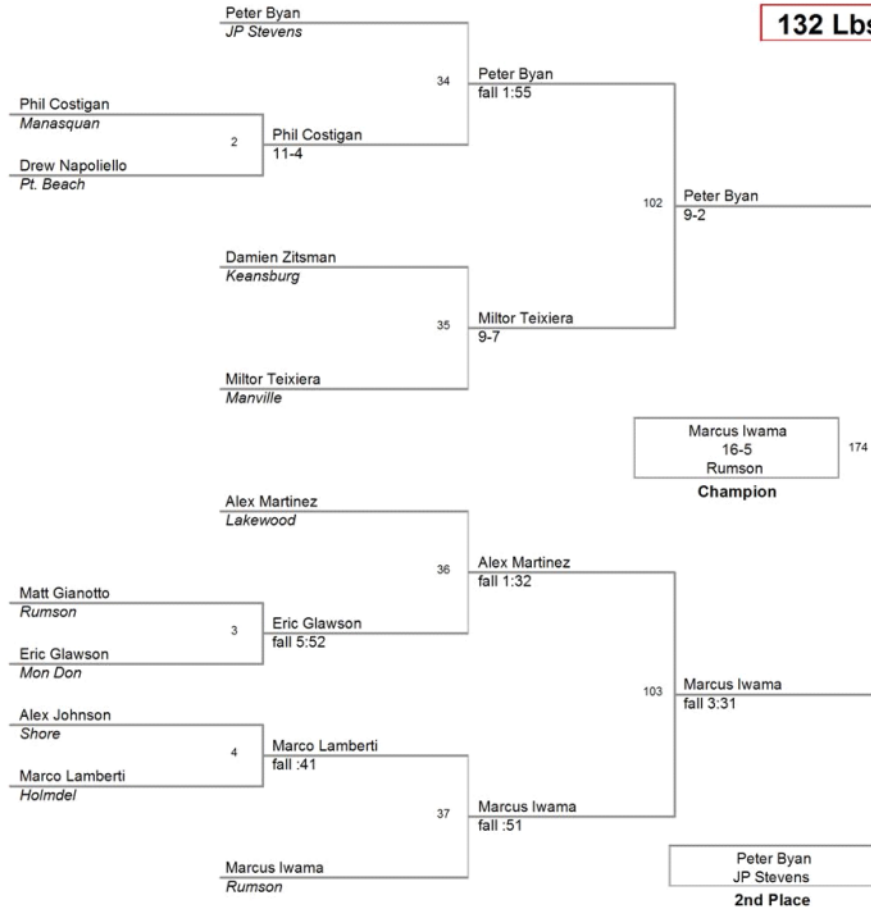 Peter Byan
JP Stevens
132 Lbs
34
Peter Byan
fall 1:55
Phil Costigan
Manasquan
2
Phil Costigan
11-4
Drew Napoliello
Pt. Beach
102
Peter Byan
9-2
Damien Zitsman
Keansburg
35
Miltor Teixiera
9-7
Miltor Teixiera
Manville
Marcus Iwama
16-5
Rumson
174
Champion
Alex Martinez
Lakewood
36
Alex Martinez
fall 1:32
Matt Gianotto
Rumson
3
Eric Glawson
fall 5:52
Eric Glawson
Mon Don
103
Marcus Iwama
fall 3:31
Alex Johnson
Shore
4
Marco Lamberti
fall :41
Marco Lamberti
Holmdel
37
Marcus Iwama
fall :51
Marcus Iwama
Rumson
Peter Byan
JP Stevens
2nd Place